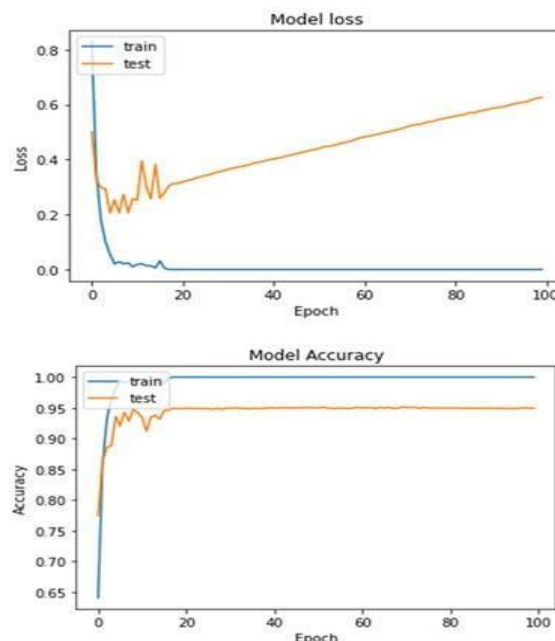 Model loss
train
test
0.8
0.6
0.4
0.2
0.0
Loss
0 20 40 60 80 100
Epoch
Model Accuracy
train
test
1.00
0.95
0.90
0.85
0.80
0.75
0.70
0.65
Accuracy
0 20 40 60 80 100
Epoch